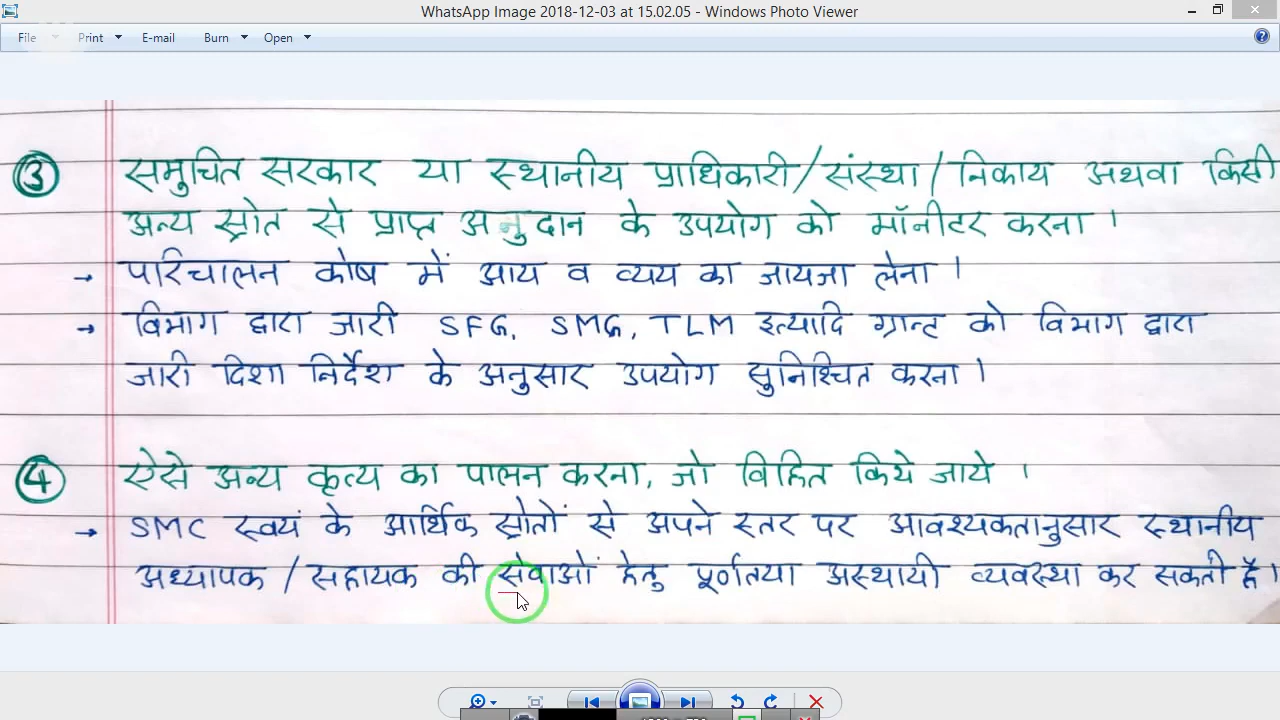 WhatsApp Image 2018-12-03 at 15.02.05 - Windows Photo Viewer
File Print E-mail Burn Open
③ समुचित सरकार या स्थानीय प्राधिकारी/संस्था/निकाय अथवा किसी
अन्य स्रोत से प्राप्त अनुदान के उपयोग को मॉनीटर करना।
→ परिचालन कोष में आय व व्यय का जायजा लेना।
→ विभाग द्वारा जारी SFG, SMG, TLM इत्यादि ग्रान्ट को विभाग द्वारा
जारी दिशा निर्देश के अनुसार उपयोग सुनिश्चित करना।
④ ऐसे अन्य कृत्य का पालन करना, जो विहित किये जाये।
→ SMC स्वयं के आर्थिक स्रोतों से अपने स्तर पर आवश्यकतानुसार स्थानीय
अध्यापक/सहायक की सेवाओं हेतु पूर्णतया अस्थायी व्यवस्था कर सकती है।